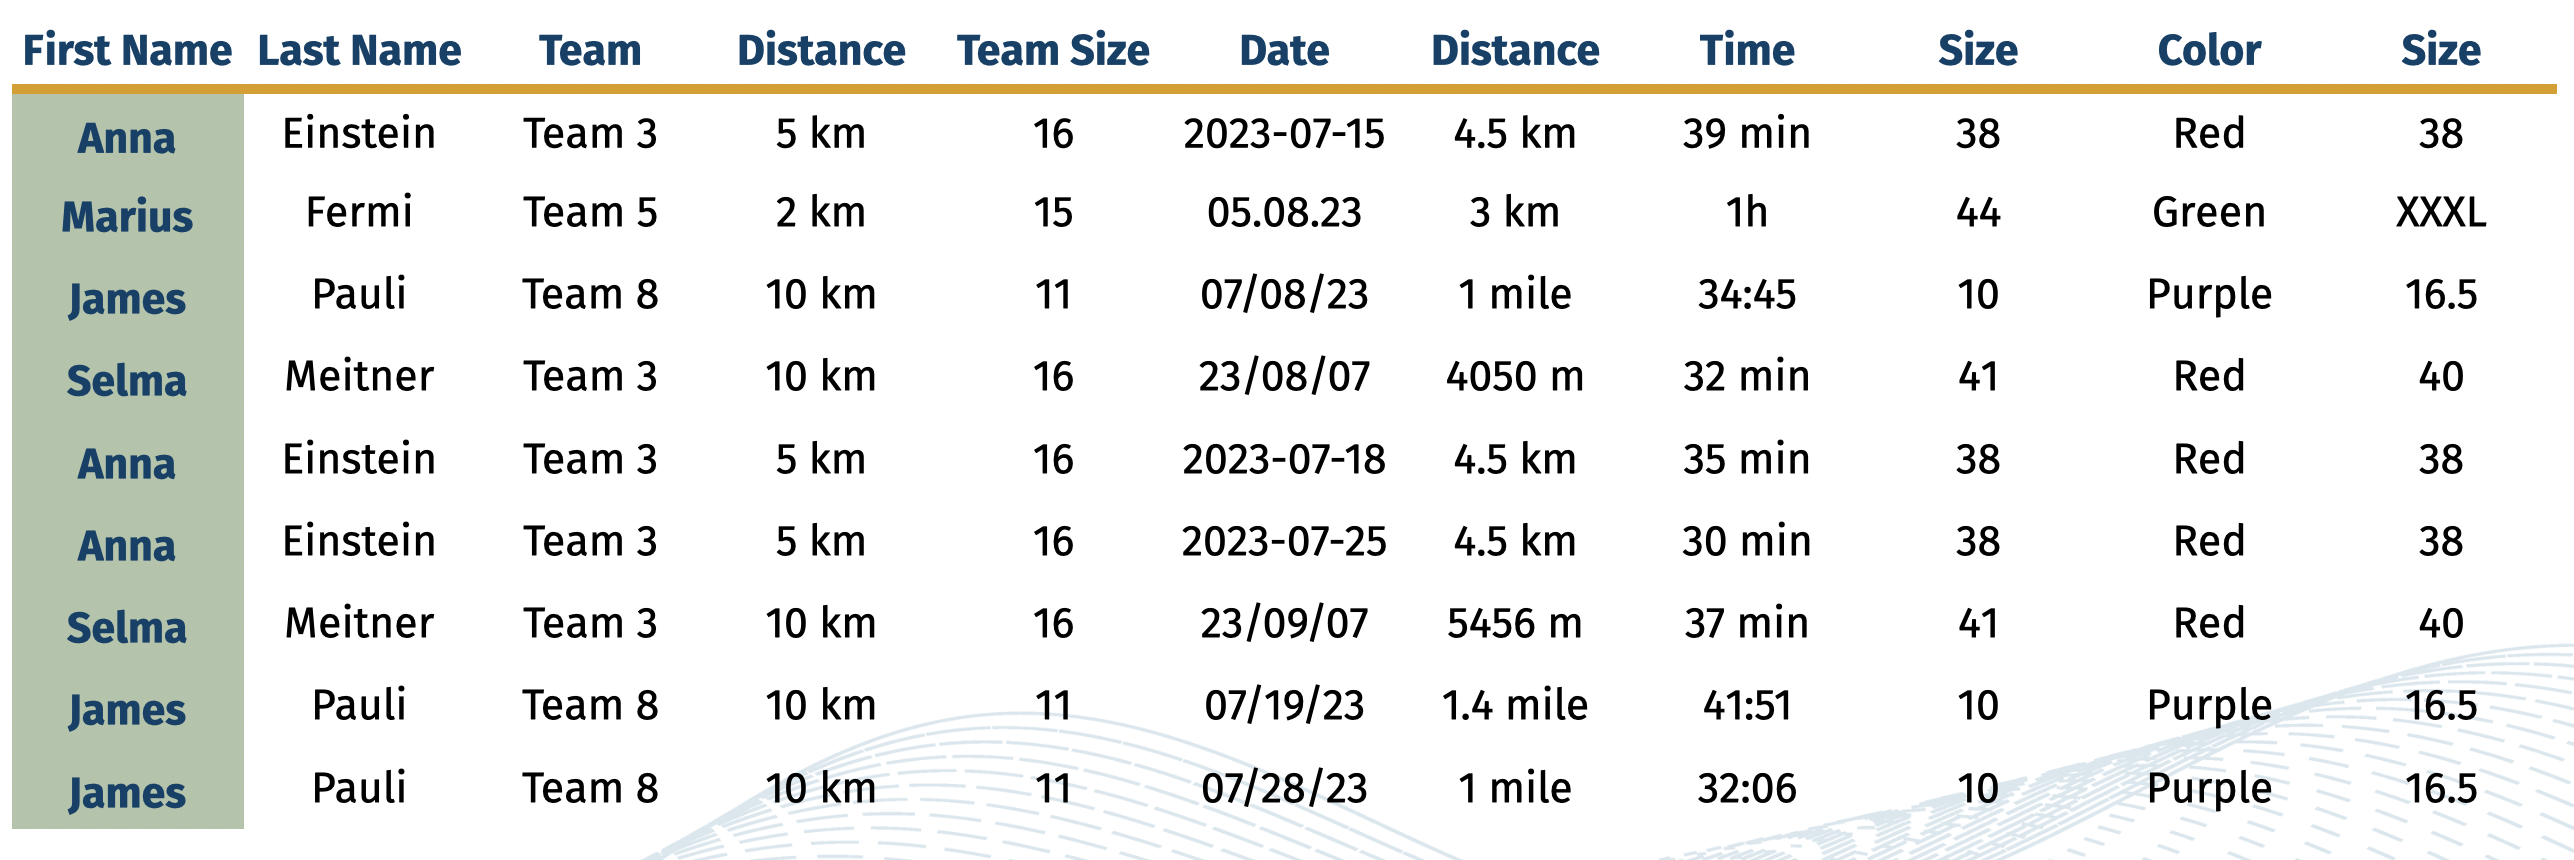 First Name Last Name Team Distance Team Size Date Distance Time Size Color Size
Anna Einstein Team 3 5 km 16 2023-07-15 4.5 km 39 min 38 Red 38
Marius Fermi Team 5 2 km 15 05.08.23 3 km 1h 44 Green XXXL
James Pauli Team 8 10 km 11 07/08/23 1 mile 34:45 10 Purple 16.5
Selma Meitner Team 3 10 km 16 23/08/07 4050 m 32 min 41 Red 40
Anna Einstein Team 3 5 km 16 2023-07-18 4.5 km 35 min 38 Red 38
Anna Einstein Team 3 5 km 16 2023-07-25 4.5 km 30 min 38 Red 38
Selma Meitner Team 3 10 km 16 23/09/07 5456 m 37 min 41 Red 40
James Pauli Team 8 10 km 11 07/19/23 1.4 mile 41:51 10 Purple 16.5
James Pauli Team 8 10 km 11 07/28/23 1 mile 32:06 10 Purple 16.5